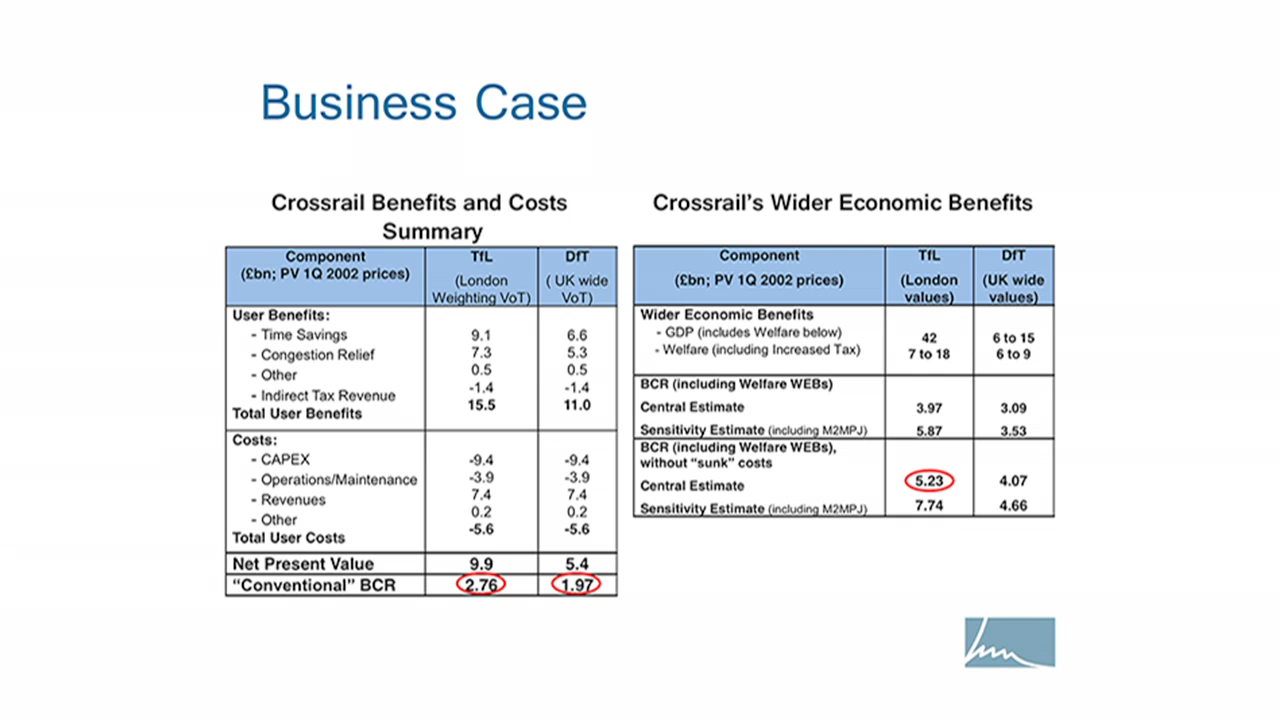 Business Case
Crossrail Benefits and Costs
Summary
Component
(£bn; PV 1Q 2002 prices)
TfL
(London
Weighting VoT)
DfT
( UK wide
VoT)
User Benefits:
- Time Savings 9.1 6.6
- Congestion Relief 7.3 5.3
- Other 0.5 0.5
- Indirect Tax Revenue -1.4 -1.4
Total User Benefits 15.5 11.0
Costs:
- CAPEX -9.4 -9.4
- Operations/Maintenance -3.9 -3.9
- Revenues 7.4 7.4
- Other 0.2 0.2
Total User Costs -5.6 -5.6
Net Present Value 9.9 5.4
“Conventional” BCR 2.76 1.97
Crossrail’s Wider Economic Benefits
Component
(£bn; PV 1Q 2002 prices)
TfL
(London
values)
DfT
(UK wide
values)
Wider Economic Benefits
- GDP (includes Welfare below) 42 6 to 15
- Welfare (including Increased Tax) 7 to 18 6 to 9
BCR (including Welfare WEBs)
Central Estimate 3.97 3.09
Sensitivity Estimate (including M2MPJ) 5.87 3.53
BCR (including Welfare WEBs),
without “sunk” costs
Central Estimate 5.23 4.07
Sensitivity Estimate (including M2MPJ) 7.74 4.66